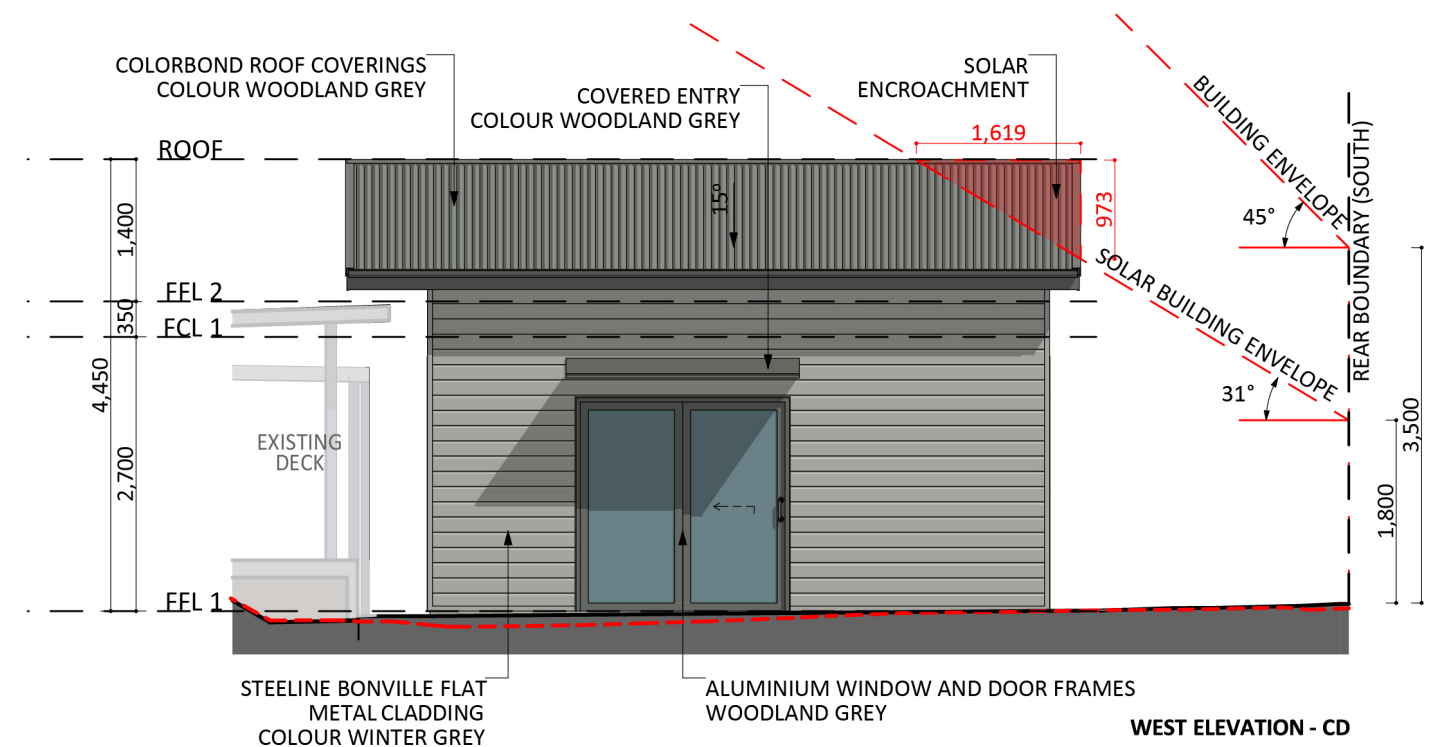 COLORBOND ROOF COVERINGS
COLOUR WOODLAND GREY
COVERED ENTRY
COLOUR WOODLAND GREY
SOLAR
ENCROACHMENT
1,619
973
15°
BUILDING ENVELOPE
45°
SOLAR BUILDING ENVELOPE
31°
REAR BOUNDARY (SOUTH)
3,500
1,800
ROOF
1,400
FFL 2
350
FCL 1
4,450
2,700
FFL 1
EXISTING
DECK
STEELINE BONVILLE FLAT
METAL CLADDING
COLOUR WINTER GREY
ALUMINIUM WINDOW AND DOOR FRAMES
WOODLAND GREY
WEST ELEVATION - CD